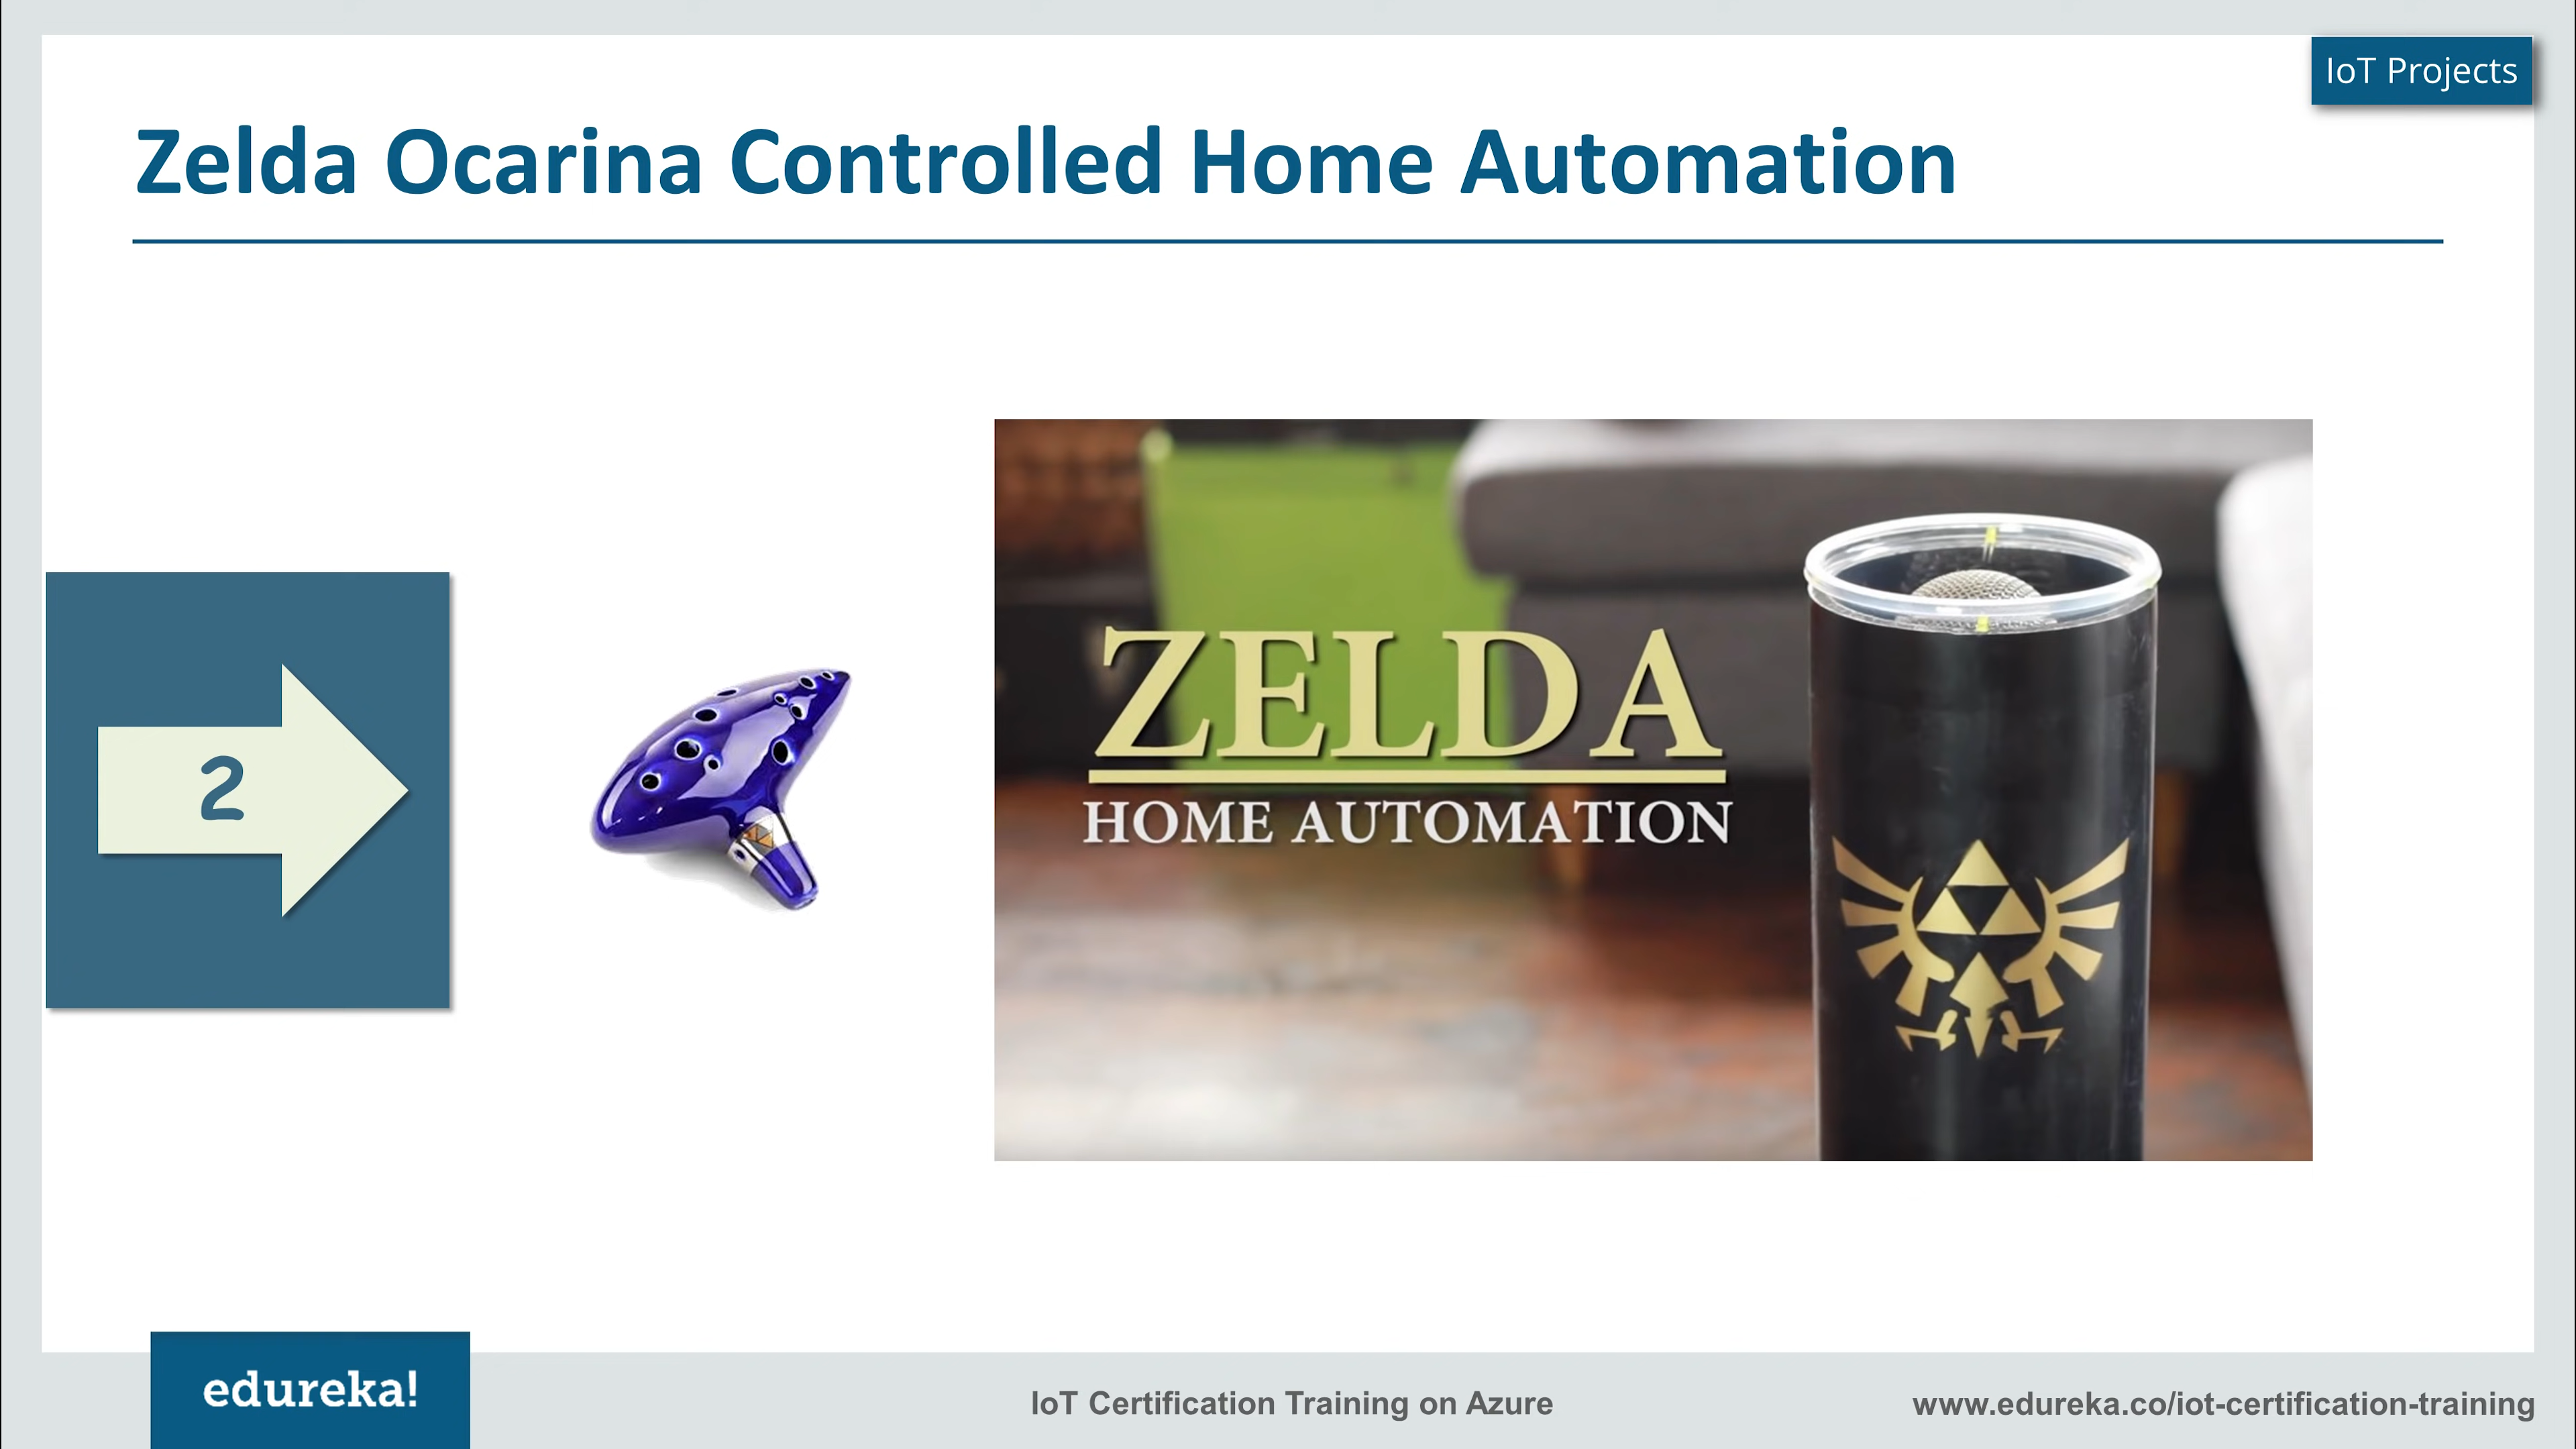 IoT Projects
Zelda Ocarina Controlled Home Automation
2
ZELDA
HOME AUTOMATION
edureka!
IoT Certification Training on Azure
www.edureka.co/iot-certification-training